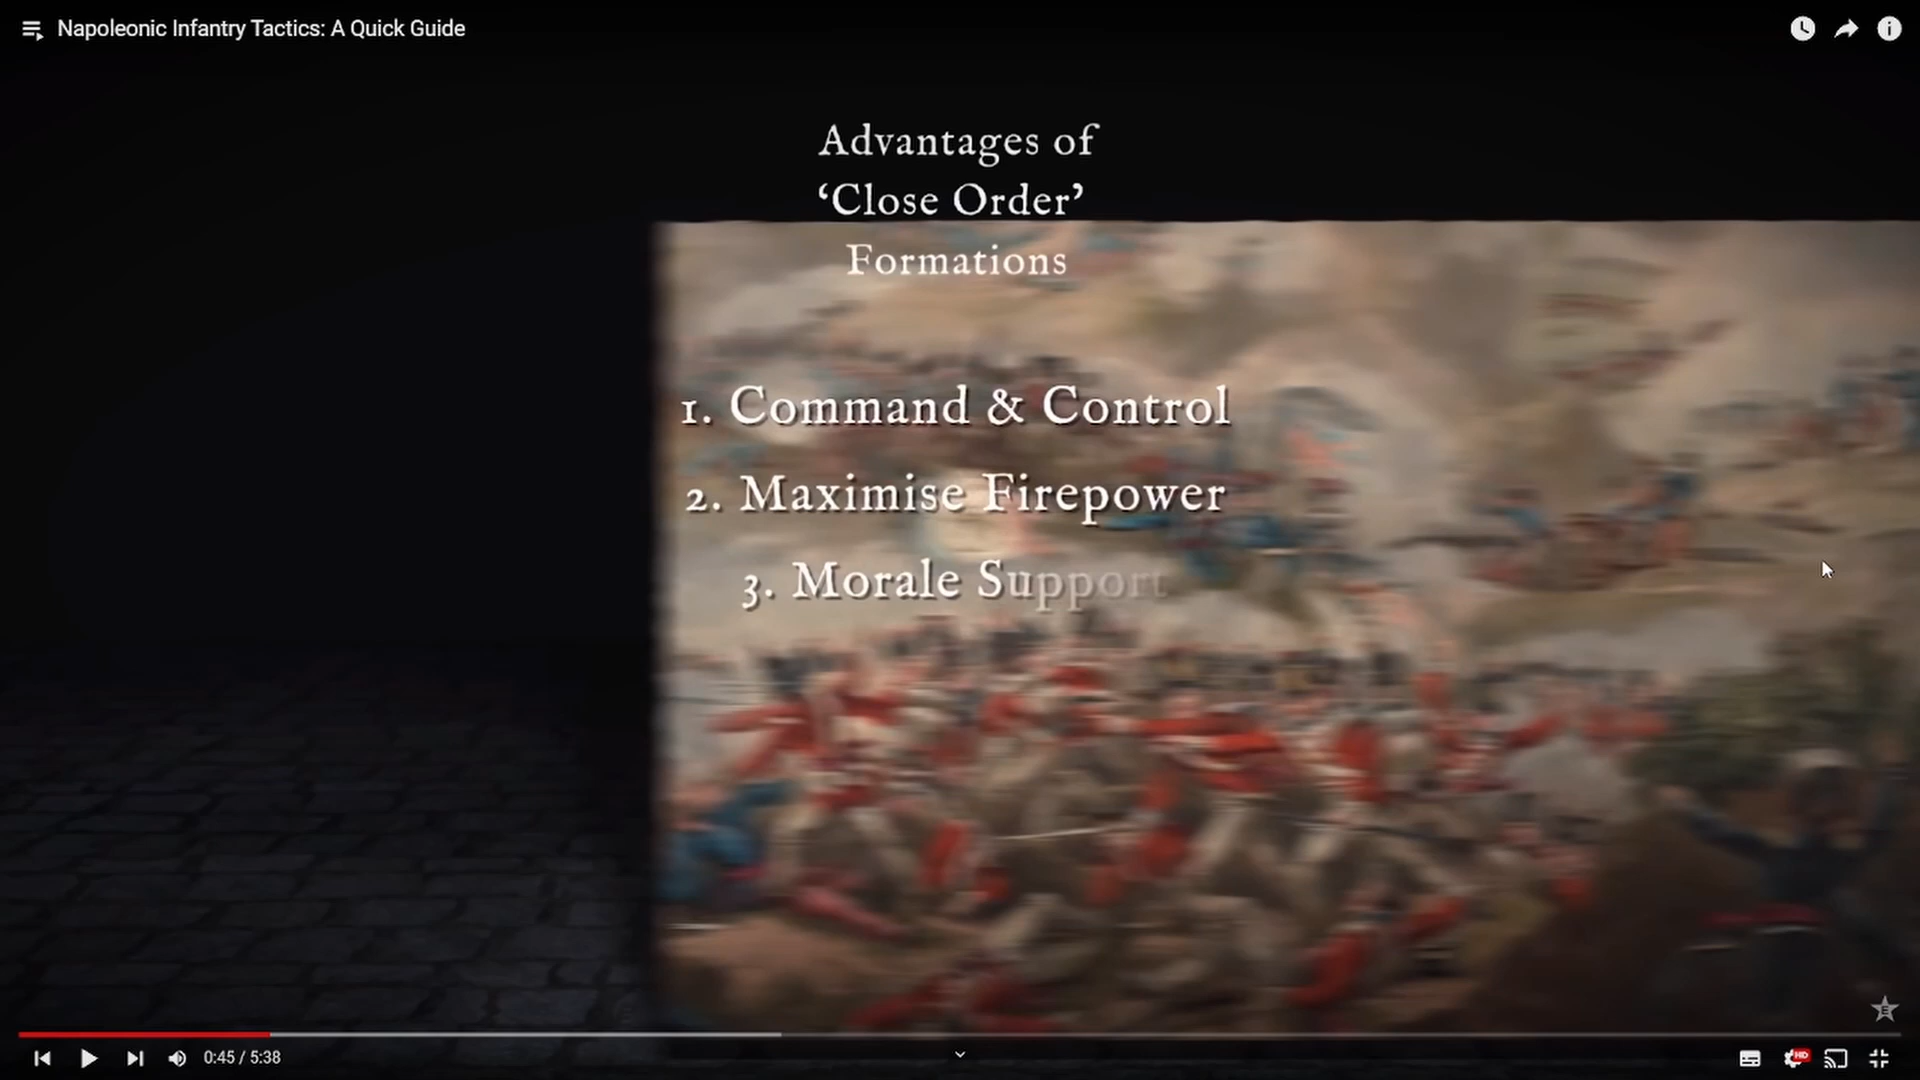 Napoleonic Infantry Tactics: A Quick Guide
Advantages of
‘Close Order’
Formations
1. Command & Control
2. Maximise Firepower
3. Morale Support
0:45 / 5:38
HD